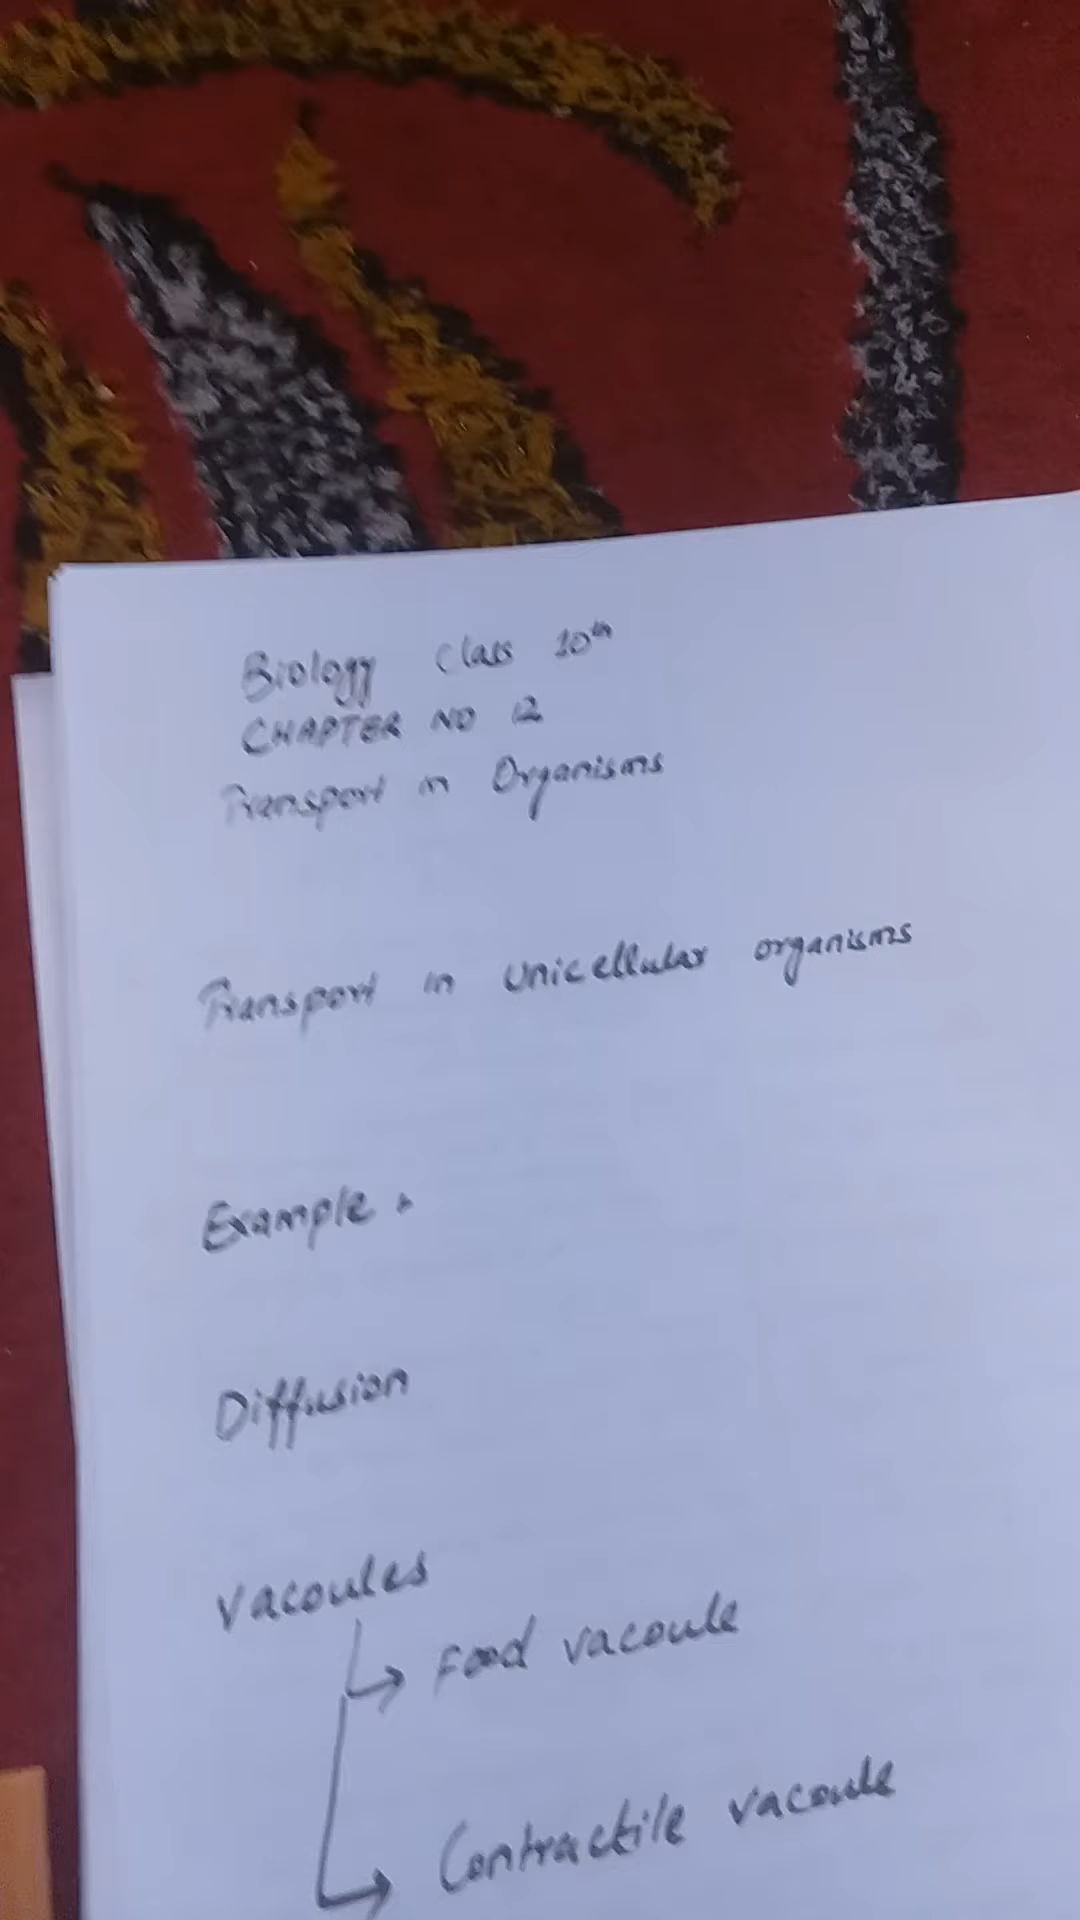 Biology Class 10th
CHAPTER NO 12
Transport in Organisms
Transport in Unicellular organisms
Example :
Diffusion
Vacoules
Food vacoule
Contractile vacoule